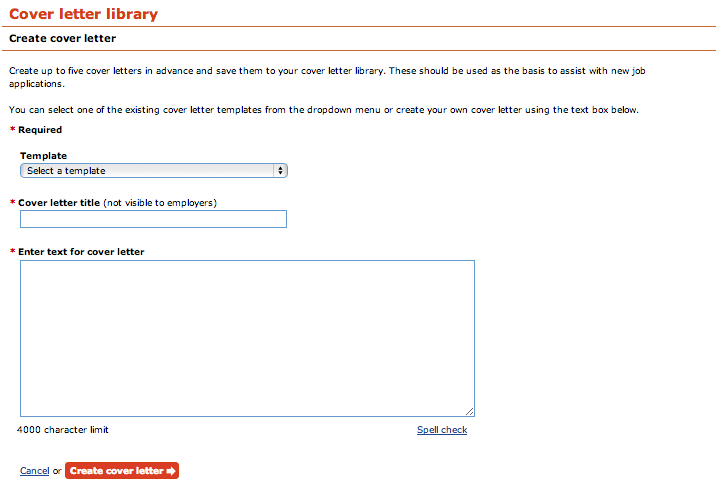 Cover letter library
Create cover letter
Create up to five cover letters in advance and save them to your cover letter library. These should be used as the basis to assist with new job
applications.
You can select one of the existing cover letter templates from the dropdown menu or create your own cover letter using the text box below.
* Required
Template
Select a template
* Cover letter title (not visible to employers)
* Enter text for cover letter
4000 character limit Spell check
Cancel or Create cover letter